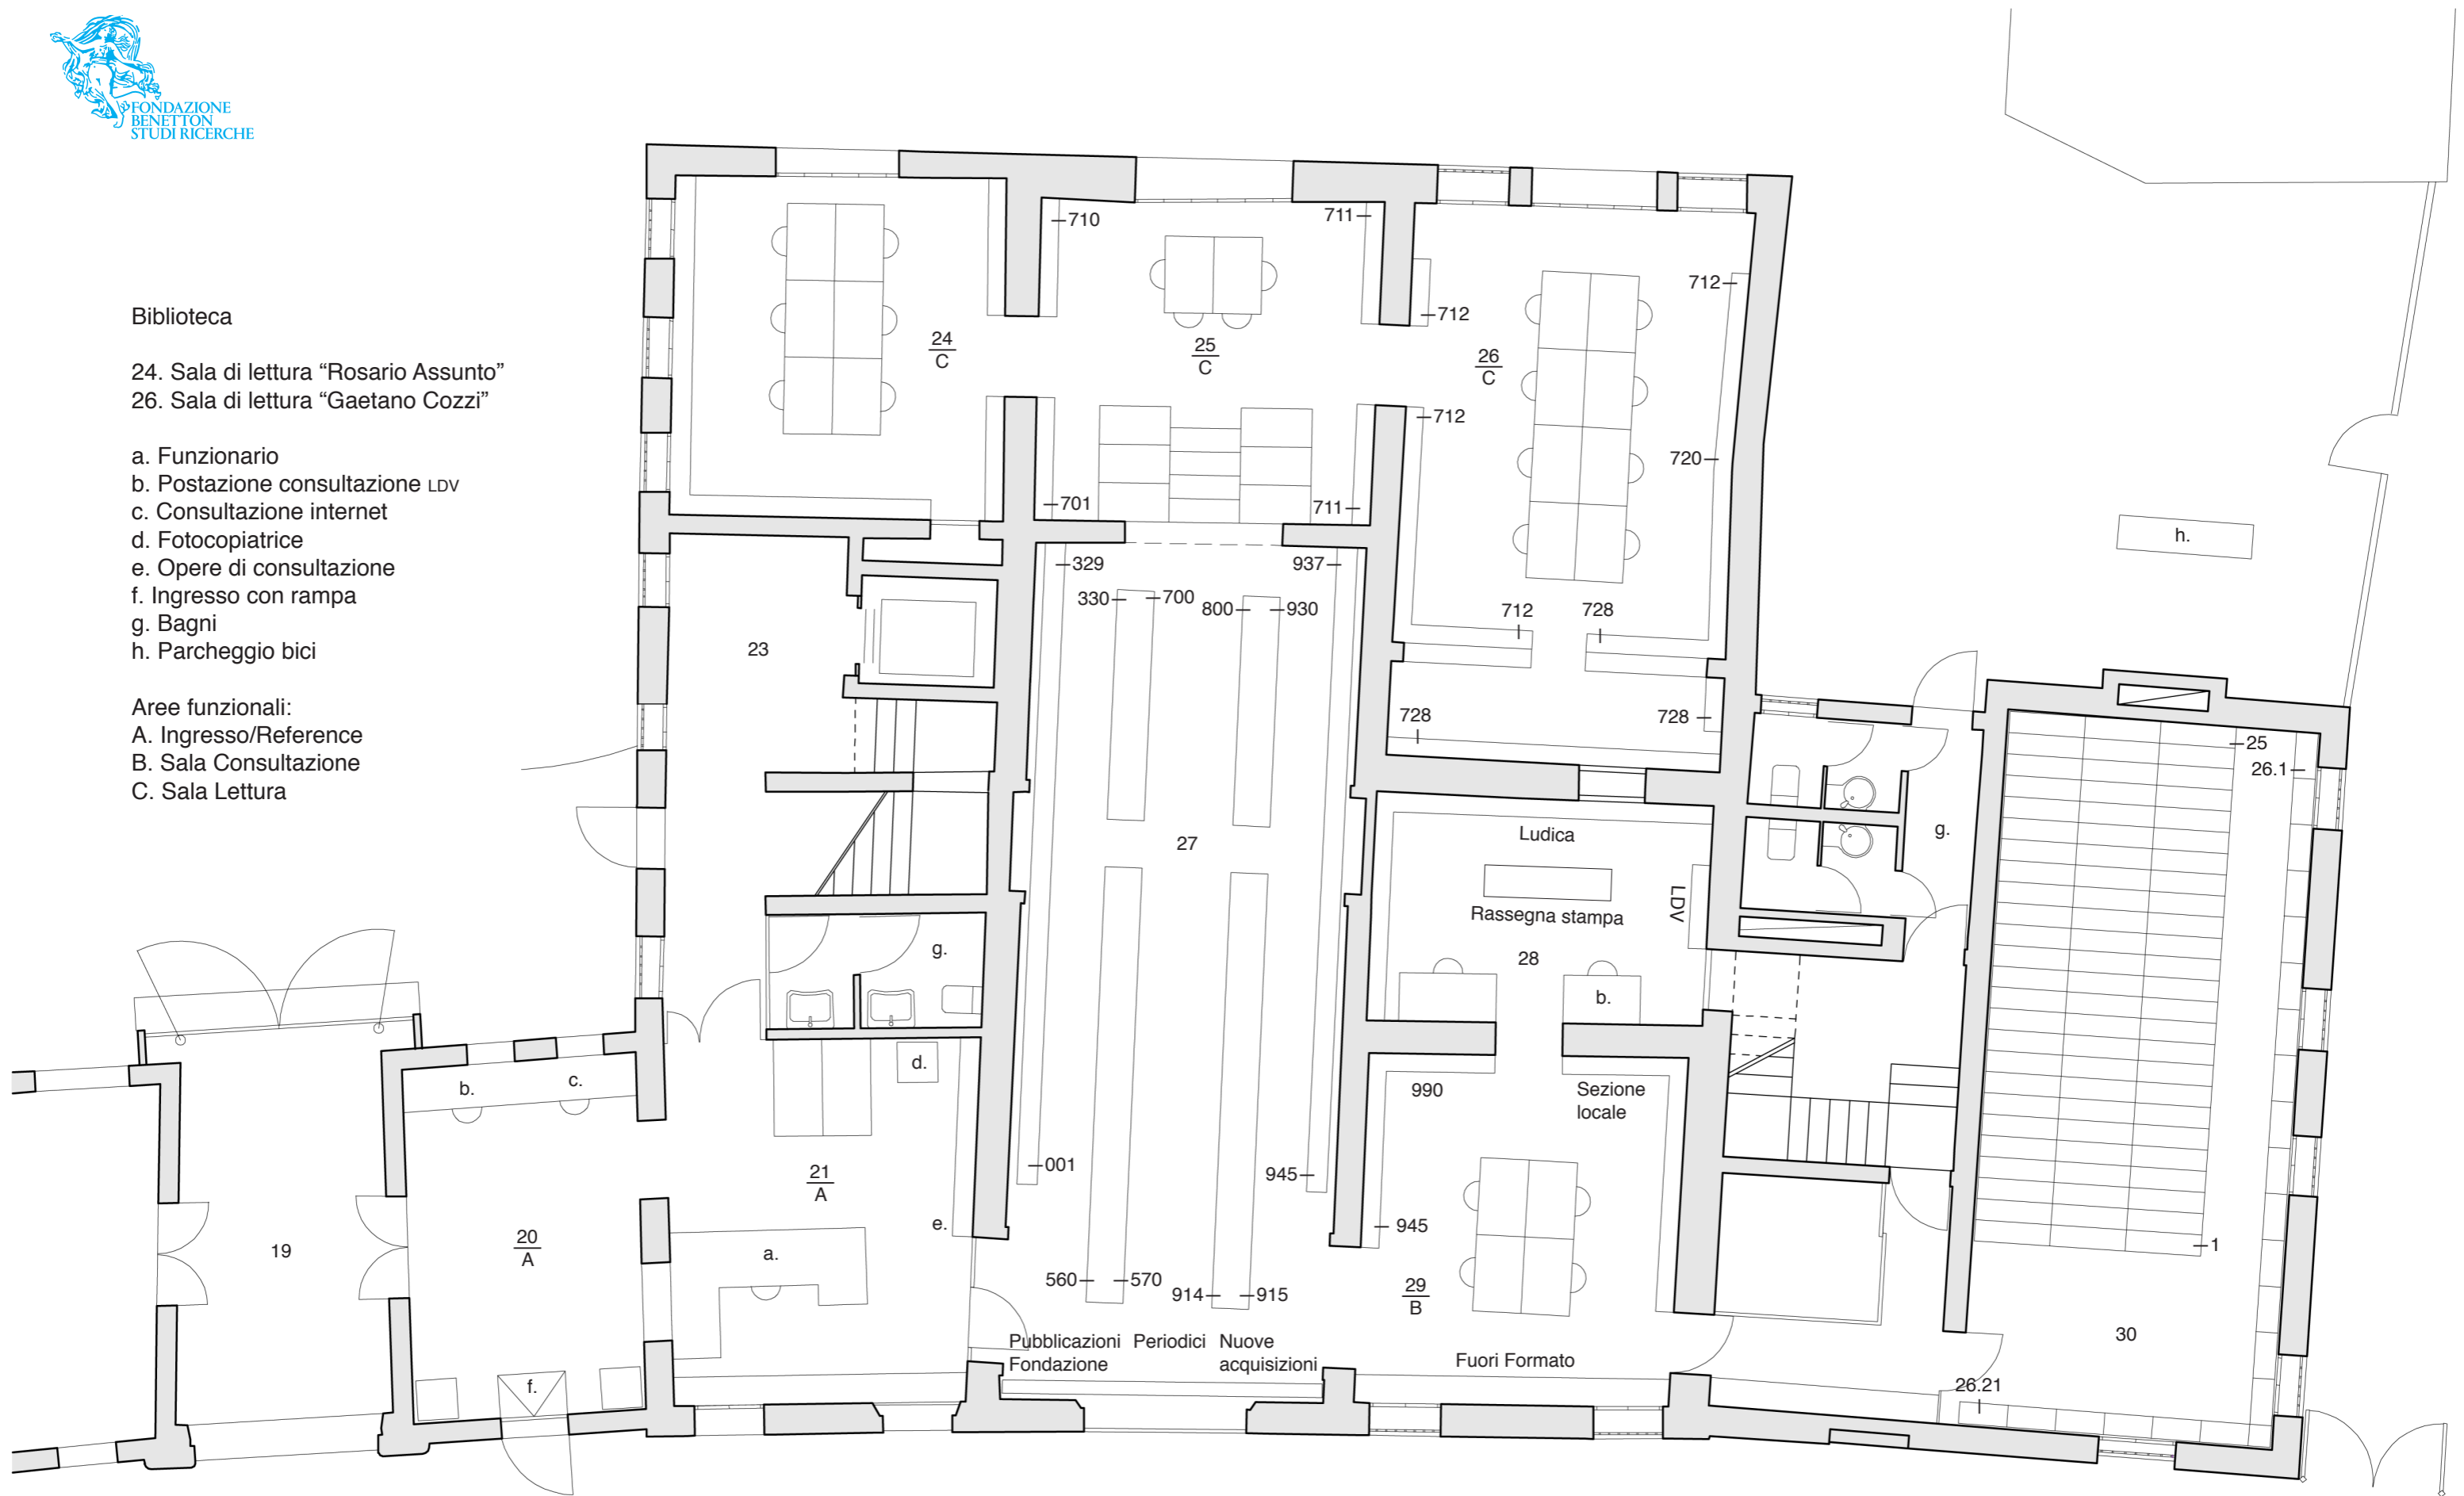 FONDAZIONE
BENETTON
STUDI RICERCHE
Biblioteca
24. Sala di lettura “Rosario Assunto”
26. Sala di lettura “Gaetano Cozzi”
a. Funzionario
b. Postazione consultazione LDV
c. Consultazione internet
d. Fotocopiatrice
e. Opere di consultazione
f. Ingresso con rampa
g. Bagni
h. Parcheggio bici
Aree funzionali:
A. Ingresso/Reference
B. Sala Consultazione
C. Sala Lettura
710
711
712
712
24
C
25
C
26
C
712
720
701
711
h.
329
937
330
700
800
930
712
728
23
728
728
25
26.1
27
Ludica
g.
Rassegna stampa
LDV
g.
28
b.
d.
b.
c.
990
Sezione
locale
001
945
21
A
e.
945
19
20
A
a.
1
560
570
914
915
29
B
30
Pubblicazioni
Fondazione
Periodici
Nuove
acquisizioni
Fuori Formato
f.
26.21